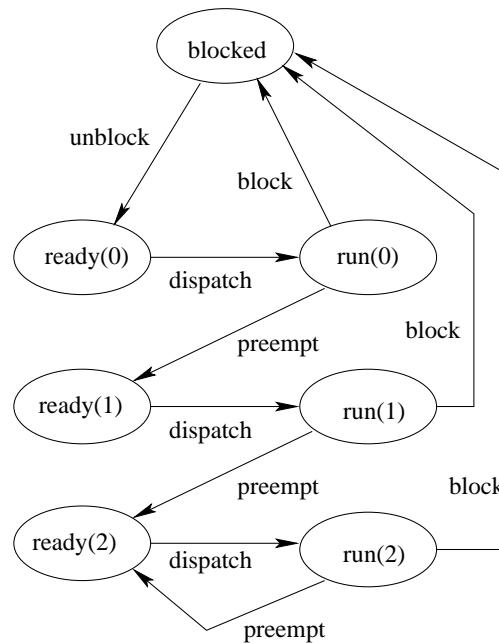 blocked
unblock
block
ready(0)
run(0)
dispatch
preempt
block
ready(1)
run(1)
dispatch
preempt
block
ready(2)
run(2)
dispatch
preempt